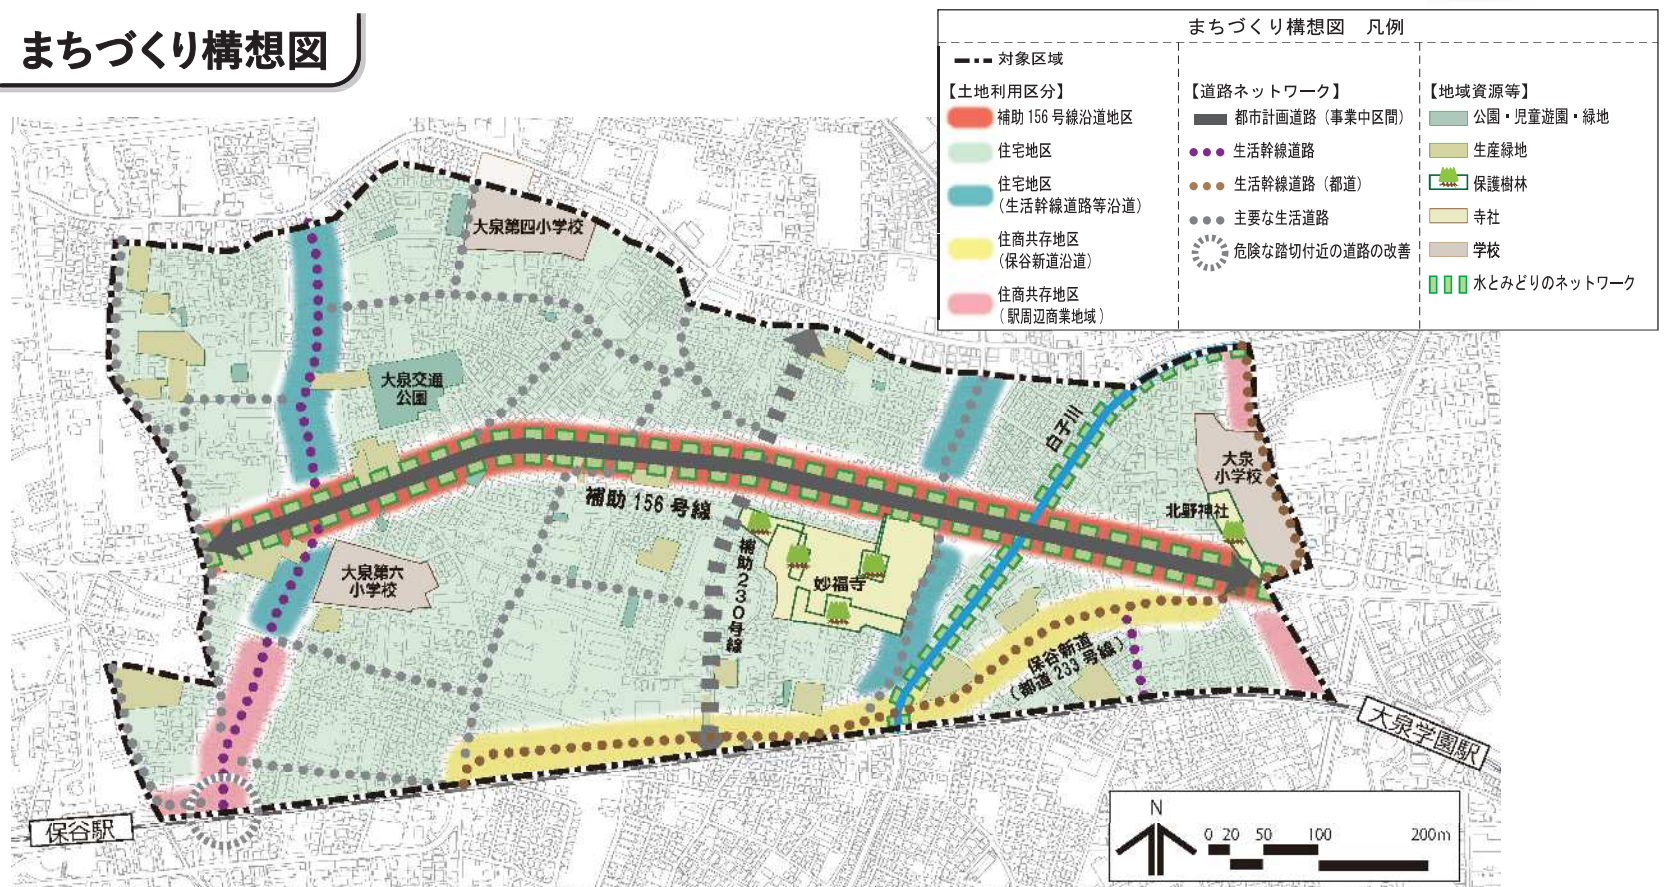 まちづくり構想図
まちづくり構想図 凡例
対象区域
【土地利用区分】
補助156号線沿道地区
住宅地区
住宅地区
(生活幹線道路等沿道)
住商共存地区
(保谷新道沿道)
住商共存地区
(駅周辺商業地域)
【道路ネットワーク】
都市計画道路(事業中区間)
生活幹線道路
生活幹線道路(都道)
主要な生活道路
危険な踏切付近の道路の改善
【地域資源等】
公園・児童遊園・緑地
生産緑地
保護樹林
寺社
学校
水とみどりのネットワーク
大泉第四小学校
大泉交通
公園
白子川
大泉
小学校
北野神社
補助156号線
補助230号線
妙福寺
大泉第六
小学校
保谷新道
(都道233号線)
大泉学園駅
保谷駅
N
0 20 50 100 200m